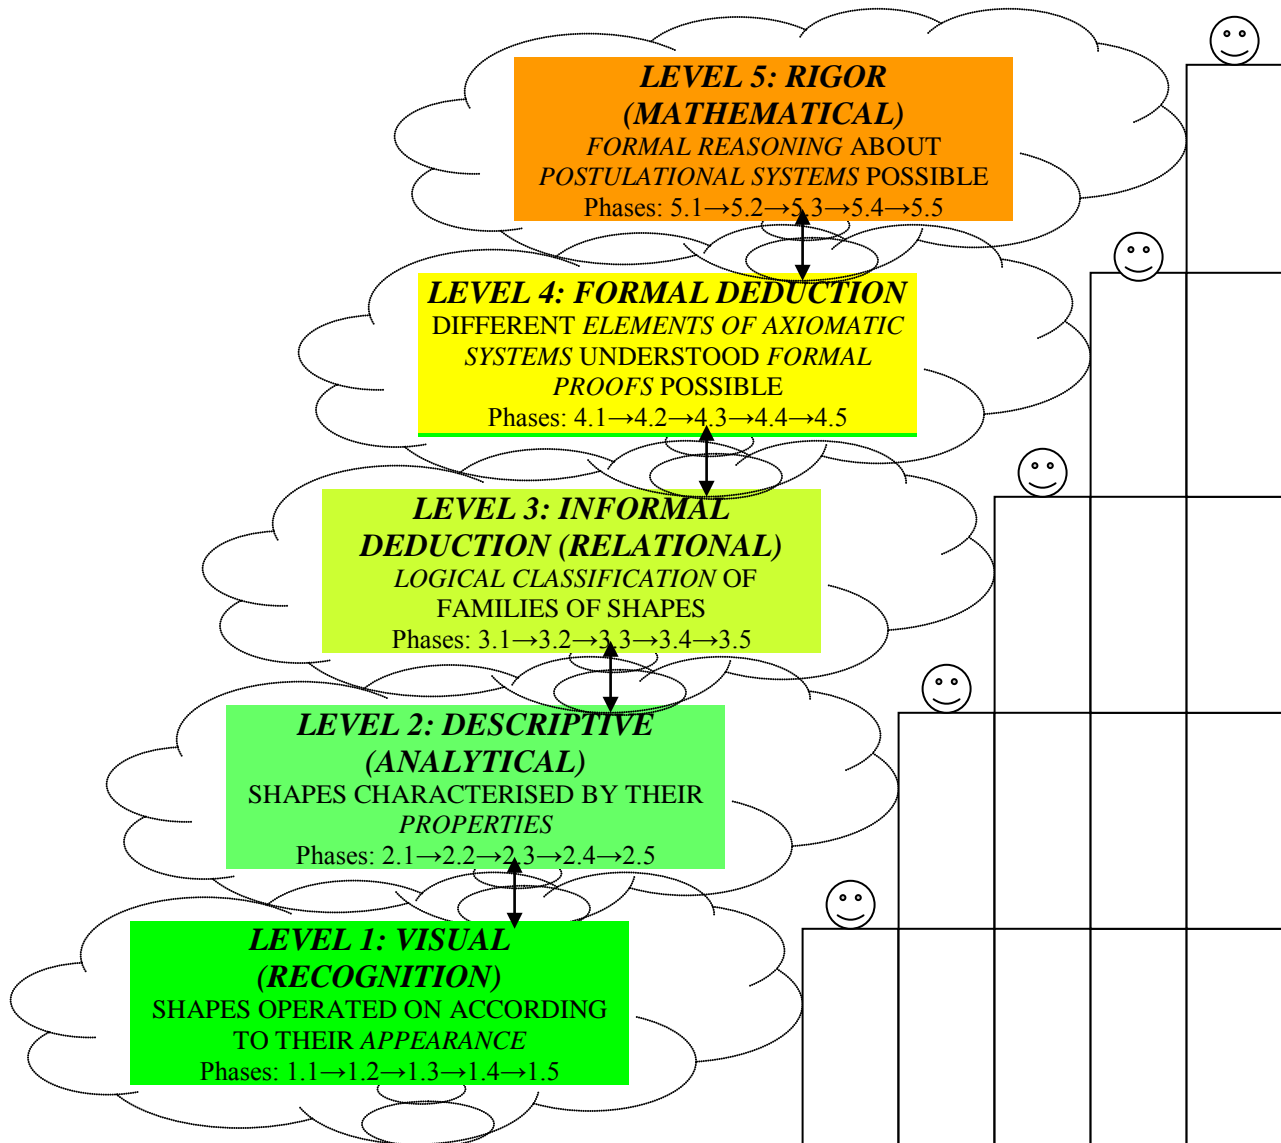 LEVEL 5: RIGOR
(MATHEMATICAL)
FORMAL REASONING ABOUT
POSTULATIONAL SYSTEMS POSSIBLE
Phases: 5.1→5.2→5.3→5.4→5.5
LEVEL 4: FORMAL DEDUCTION
DIFFERENT ELEMENTS OF AXIOMATIC
SYSTEMS UNDERSTOOD FORMAL
PROOFS POSSIBLE
Phases: 4.1→4.2→4.3→4.4→4.5
LEVEL 3: INFORMAL
DEDUCTION (RELATIONAL)
LOGICAL CLASSIFICATION OF
FAMILIES OF SHAPES
Phases: 3.1→3.2→3.3→3.4→3.5
LEVEL 2: DESCRIPTIVE
(ANALYTICAL)
SHAPES CHARACTERISED BY THEIR
PROPERTIES
Phases: 2.1→2.2→2.3→2.4→2.5
LEVEL 1: VISUAL
(RECOGNITION)
SHAPES OPERATED ON ACCORDING
TO THEIR APPEARANCE
Phases: 1.1→1.2→1.3→1.4→1.5